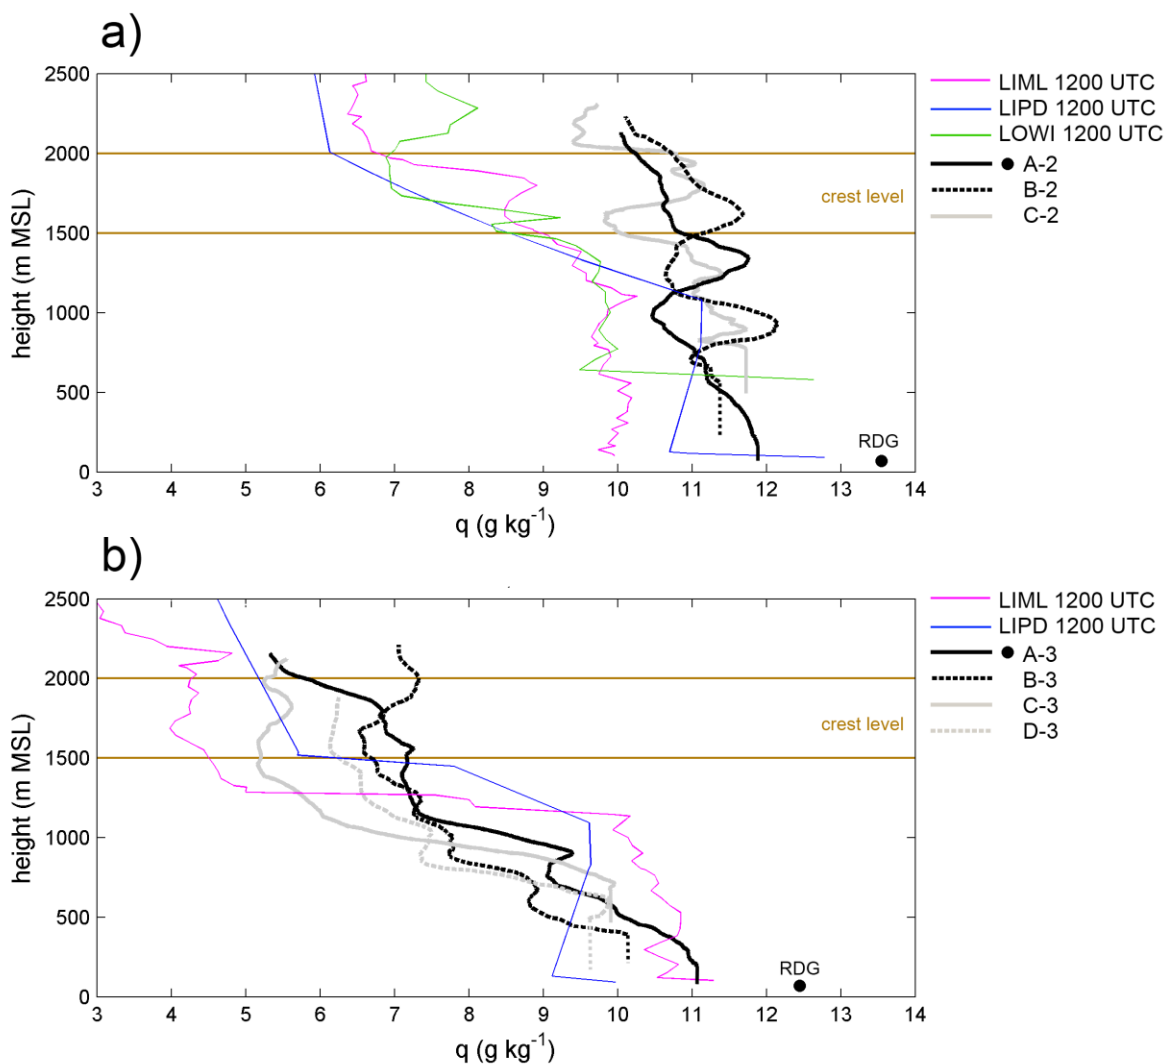 a)
2500
2000
1500
1000
500
0
height (m MSL)
crest level
RDG
3 4 5 6 7 8 9 10 11 12 13 14
q (g kg⁻¹)
LIML 1200 UTC
LIPD 1200 UTC
LOWI 1200 UTC
A-2
B-2
C-2
b)
2500
2000
1500
1000
500
0
height (m MSL)
crest level
RDG
3 4 5 6 7 8 9 10 11 12 13 14
q (g kg⁻¹)
LIML 1200 UTC
LIPD 1200 UTC
A-3
B-3
C-3
D-3